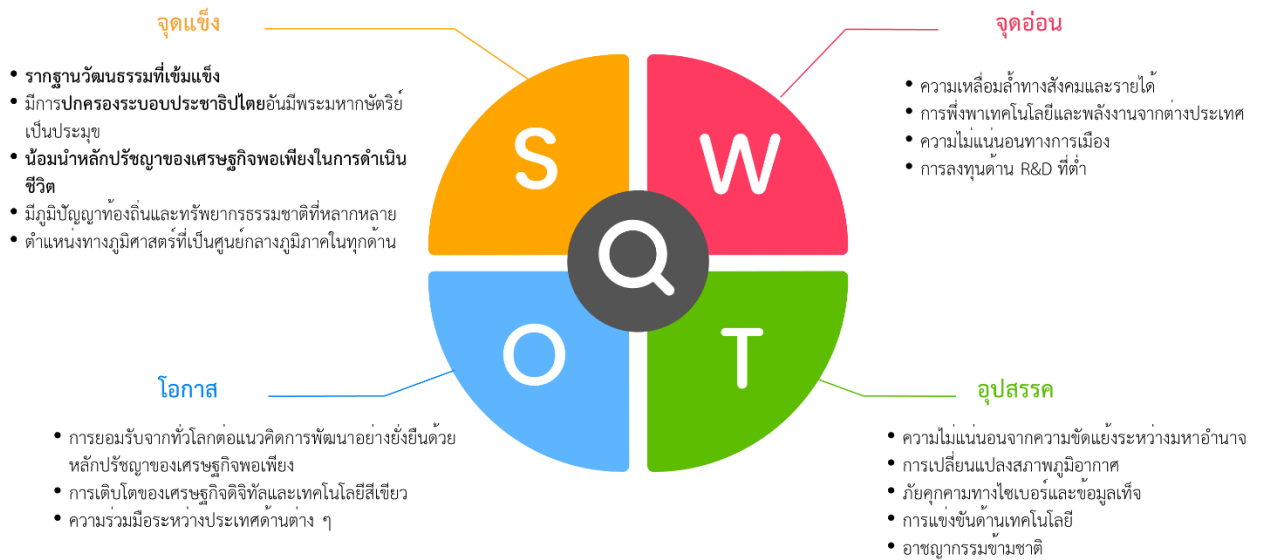 จุดแข็ง
• รากฐานวัฒนธรรมที่เข้มแข็ง
• มีการปกครองระบอบประชาธิปไตยอันมีพระมหากษัตริย์
เป็นประมุข
• น้อมนำหลักปรัชญาของเศรษฐกิจพอเพียงในการดำเนิน
ชีวิต
• มีภูมิปัญญาท้องถิ่นและทรัพยากรธรรมชาติที่หลากหลาย
• ตำแหน่งทางภูมิศาสตร์ที่เป็นศูนย์กลางภูมิภาคในทุกด้าน
จุดอ่อน
• ความเหลื่อมล้ำทางสังคมและรายได้
• การพึ่งพาเทคโนโลยีและพลังงานจากต่างประเทศ
• ความไม่แน่นอนทางการเมือง
• การลงทุนด้าน R&D ที่ต่ำ
S
W
O
T
โอกาส
• การยอมรับจากทั่วโลกต่อแนวคิดการพัฒนาอย่างยั่งยืนด้วย
หลักปรัชญาของเศรษฐกิจพอเพียง
• การเติบโตของเศรษฐกิจดิจิทัลและเทคโนโลยีสีเขียว
• ความร่วมมือระหว่างประเทศด้านต่าง ๆ
อุปสรรค
• ความไม่แน่นอนจากความขัดแย้งระหว่างมหาอำนาจ
• การเปลี่ยนแปลงสภาพภูมิอากาศ
• ภัยคุกคามทางไซเบอร์และข้อมูลเท็จ
• การแข่งขันด้านเทคโนโลยี
• อาชญากรรมข้ามชาติ